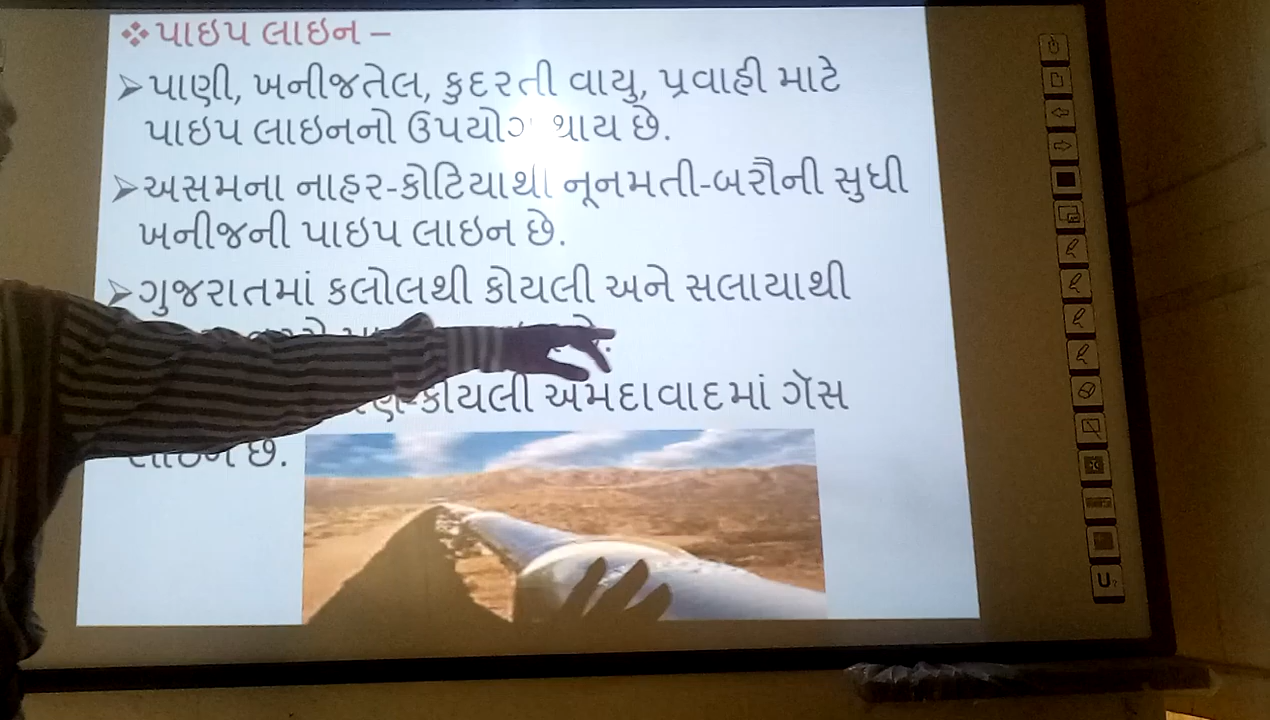 ❖પાઇપ લાઇન –
➢પાણી, ખનીજતેલ, કુદરતી વાયુ, પ્રવાહી માટે
પાઇપ લાઇનનો ઉપયોગ થાય છે.
➢અસમના નાહર-કોટિયાથી નૂનમતી-બરૌની સુધી
ખનીજની પાઇપ લાઇન છે.
➢ગુજરાતમાં કલોલથી કોયલી અને સલાયાથી
કોયલી અમદાવાદમાં ગૅસ
લાઇન છે.